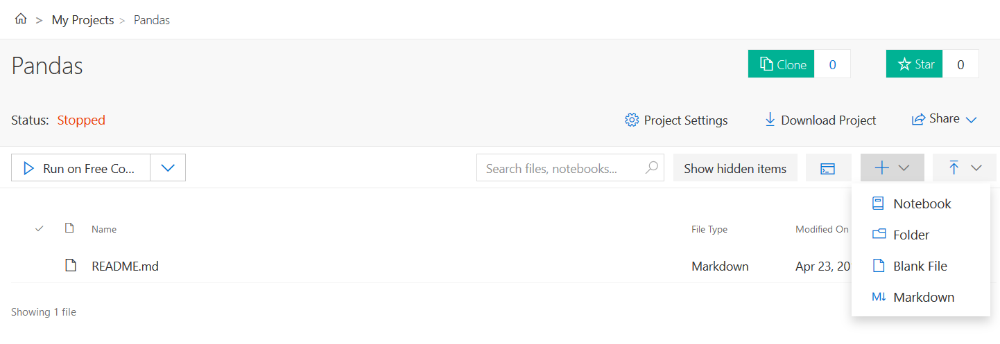 > My Projects > Pandas
Pandas
Clone 0
Star 0
Status: Stopped
Project Settings
Download Project
Share
Run on Free Co...
Search files, notebooks...
Show hidden items
Notebook
Folder
Blank File
M↓ Markdown
Name File Type Modified On
README.md Markdown Apr 23, 20
Showing 1 file